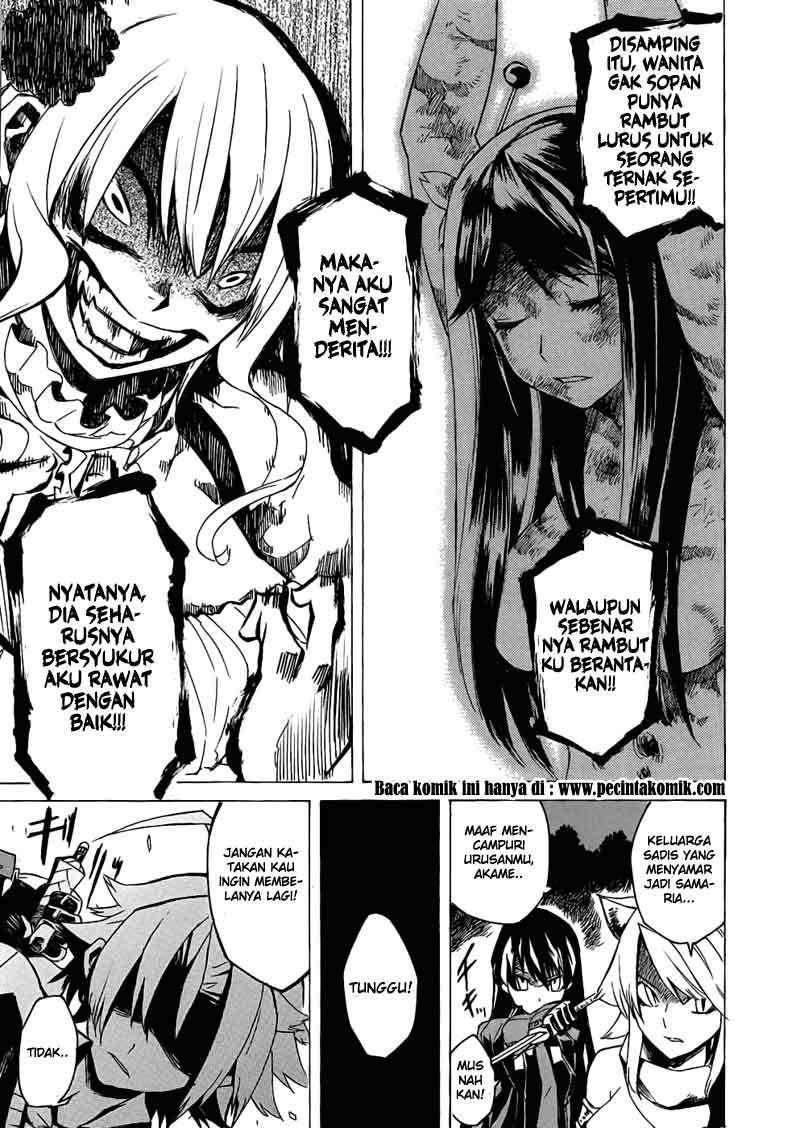 DISAMPING
ITU, WANITA
GAK SOPAN
PUNYA
RAMBUT
LURUS UNTUK
SEORANG
TERNAK SE-
PERTIMU!!
WALAUPUN
SEBENAR
NYA RAMBUT
KU BERANTA-
KAN!!
MAKA-
NYA AKU
SANGAT
MEN-
DERITA!!!
NYATANYA,
DIA SEHA-
RUSNYA
BERSYUKUR
AKU RAWAT
DENGAN
BAIK!!!
Baca komik ini hanya di : www.pecintakomik.com
KELUARGA
SADIS YANG
MENYAMAR
JADI SAMA-
RIA...
MAAF MEN-
CAMPURI
URUSANMU,
AKAME..
MUS
NAH
KAN!
TUNGGU!
JANGAN KA-
TAKAN KAU
INGIN MEMBE-
LANYA LAGI!
TIDAK..